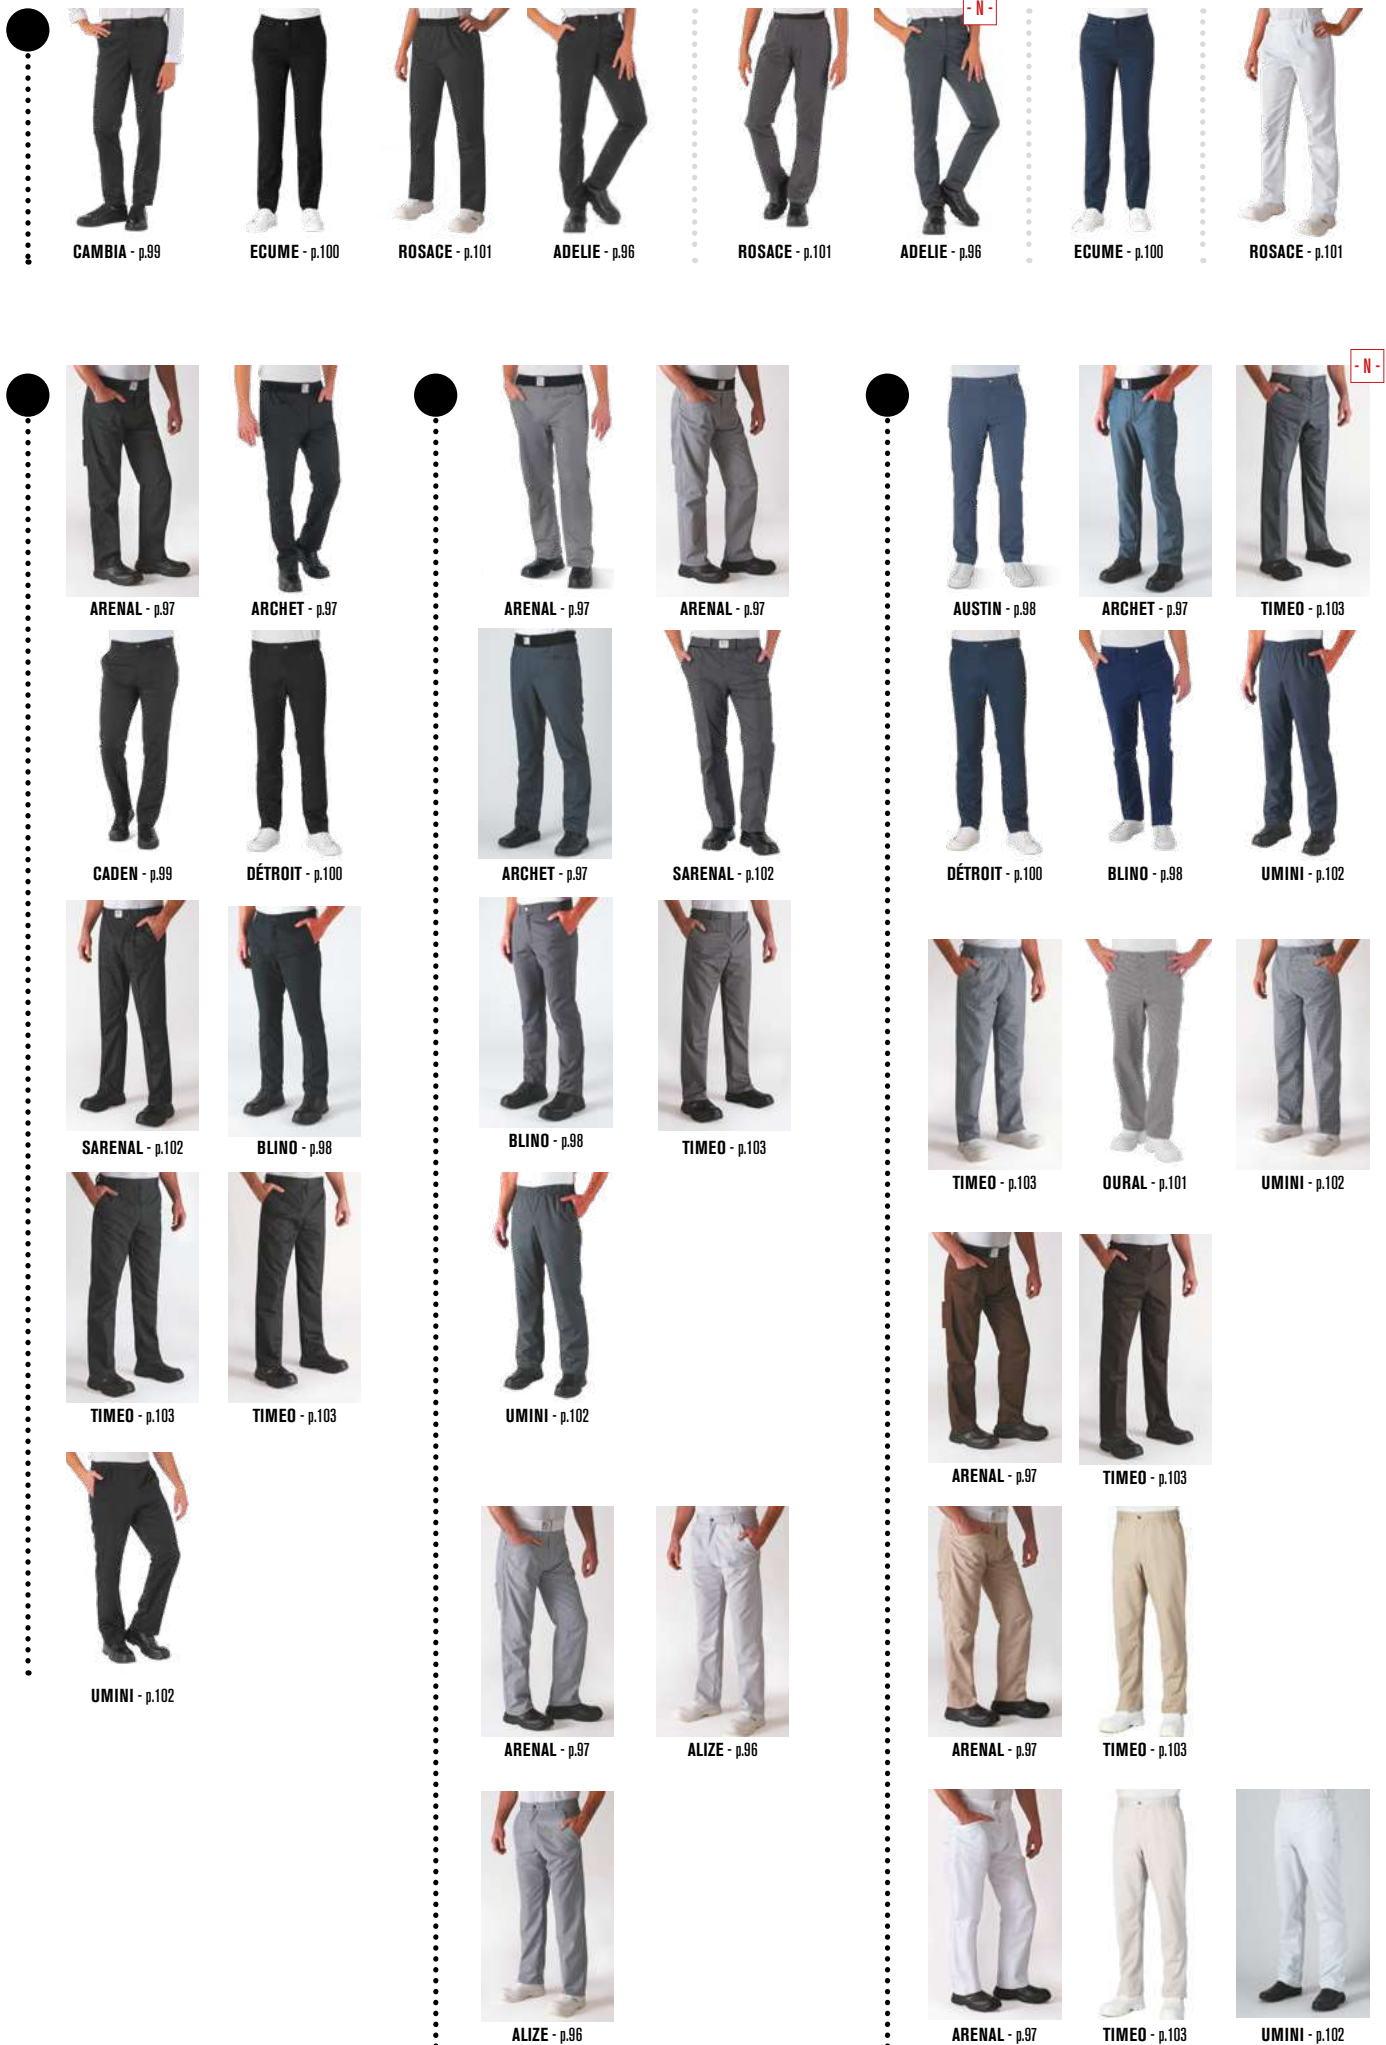 - N -
CAMBIA - p.99
ECUME - p.100
ROSACE - p.101
ADELIE - p.96
ROSACE - p.101
ADELIE - p.96
ECUME - p.100
ROSACE - p.101
- N -
ARENAL - p.97
ARCHET - p.97
CADEN - p.99
DÉTROIT - p.100
SARENAL - p.102
BLINO - p.98
TIMEO - p.103
TIMEO - p.103
UMINI - p.102
ARENAL - p.97
ARENAL - p.97
ARCHET - p.97
SARENAL - p.102
BLINO - p.98
TIMEO - p.103
UMINI - p.102
ARENAL - p.97
ALIZE - p.96
ALIZE - p.96
AUSTIN - p.98
ARCHET - p.97
TIMEO - p.103
DÉTROIT - p.100
BLINO - p.98
UMINI - p.102
TIMEO - p.103
OURAL - p.101
UMINI - p.102
ARENAL - p.97
TIMEO - p.103
ARENAL - p.97
TIMEO - p.103
ARENAL - p.97
TIMEO - p.103
UMINI - p.102